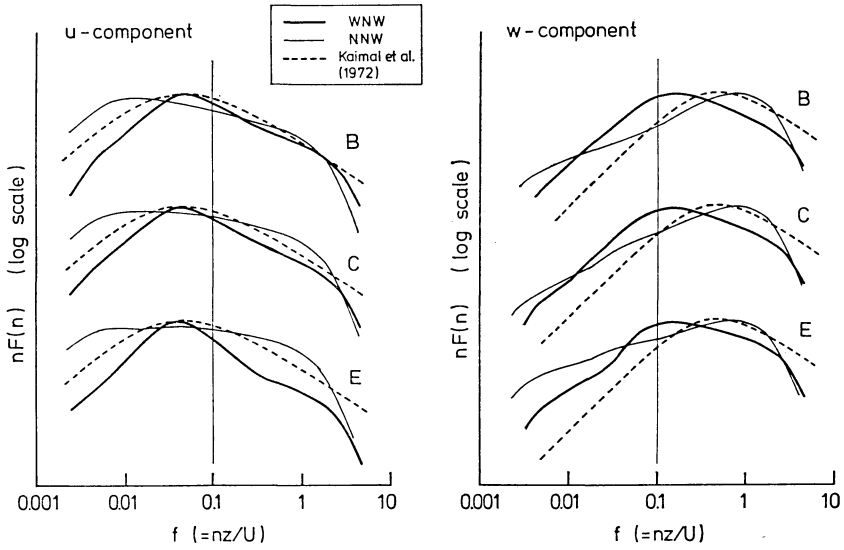 u-component
WNW
NNW
Kaimal et al.
(1972)
w-component
B
C
E
nF(n) (log scale)
0.001 0.01 0.1 1 10
f (=nz/U)
B
C
E
nF(n) (log scale)
0.001 0.01 0.1 1 10
f (=nz/U)